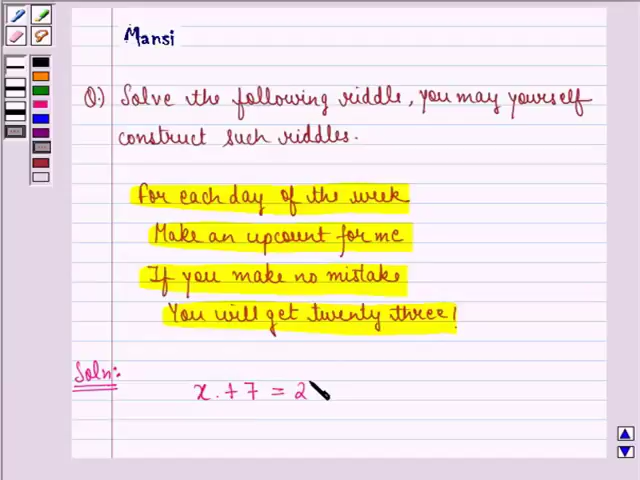 Mansi
Q.) Solve the following riddle, you may yourself
construct such riddles.
For each day of the week
Make an upcount for me
If you make no mistake
You will get twenty three!
Soln:
x + 7 = 2